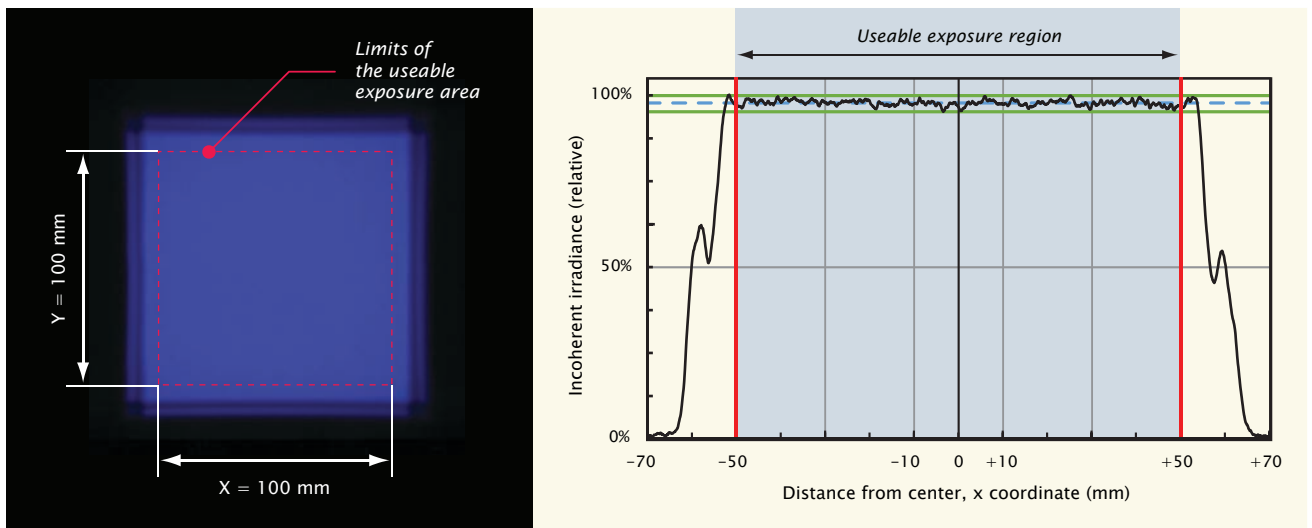 Limits of
the useable
exposure area
Y = 100 mm
X = 100 mm
Useable exposure region
100%
50%
0%
Incoherent irradiance (relative)
–70 –50 –10 0 +10 +50 +70
Distance from center, x coordinate (mm)